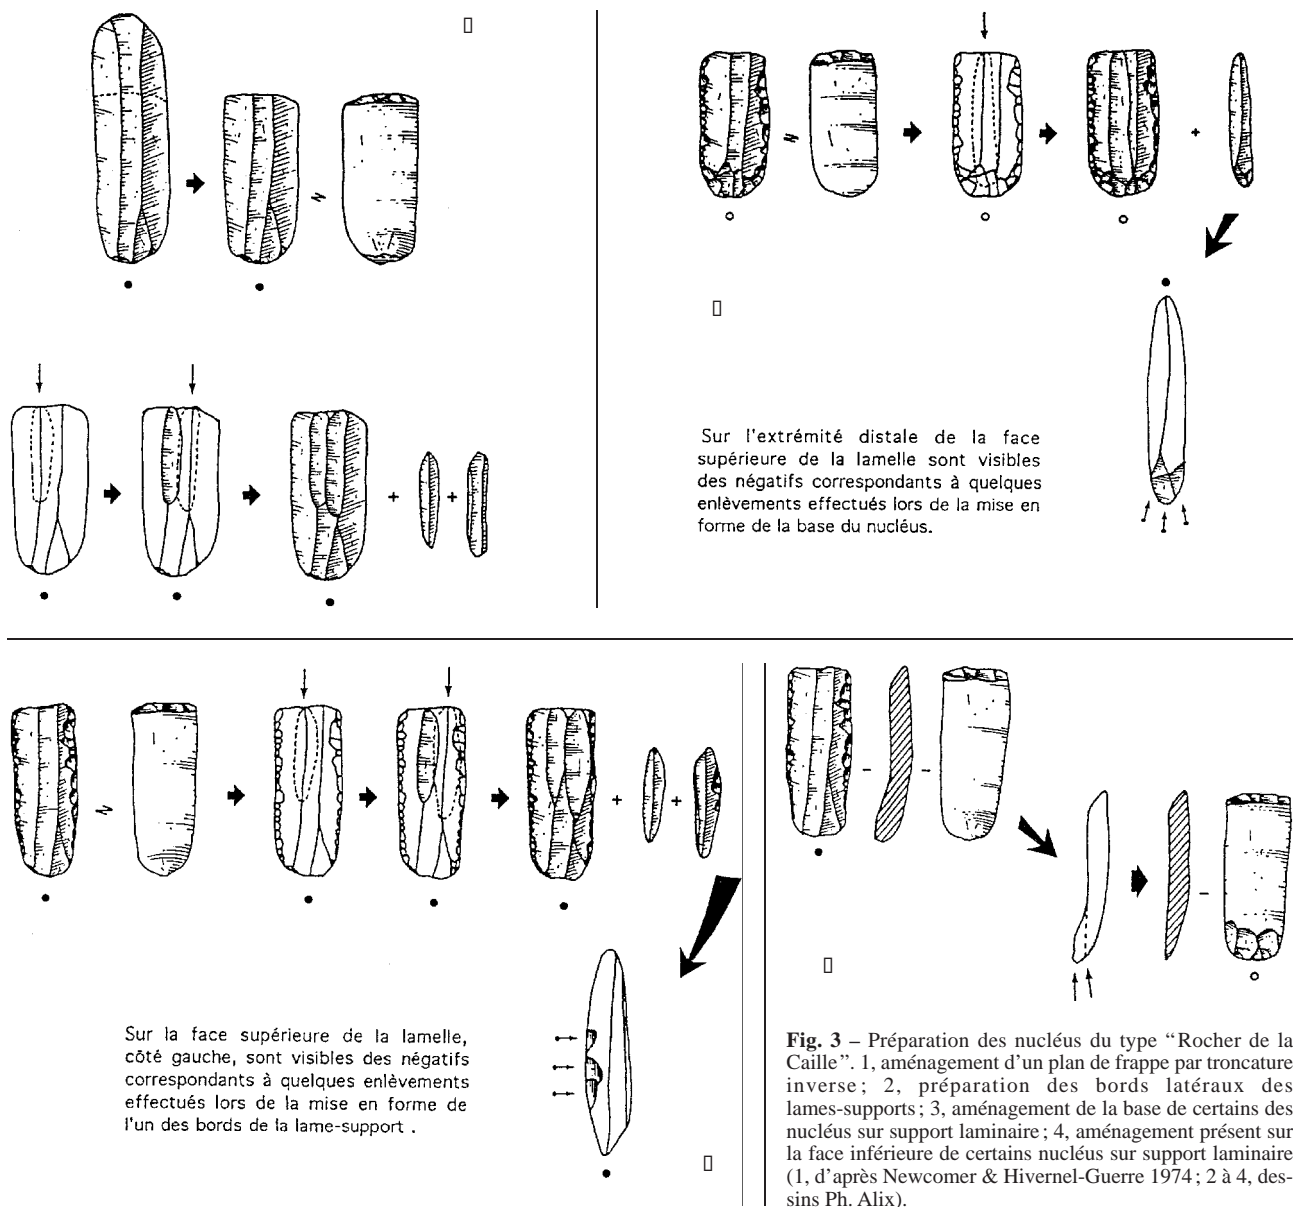 Sur l'extrémité distale de la face
supérieure de la lamelle sont visibles
des négatifs correspondants à quelques
enlèvements effectués lors de la mise en
forme de la base du nucléus.
Sur la face supérieure de la lamelle,
côté gauche, sont visibles des négatifs
correspondants à quelques enlèvements
effectués lors de la mise en forme de
l'un des bords de la lame-support .
Fig. 3 – Préparation des nucléus du type “Rocher de la
Caille”. 1, aménagement d'un plan de frappe par troncature
inverse ; 2, préparation des bords latéraux des
lames-supports ; 3, aménagement de la base de certains des
nucléus sur support laminaire ; 4, aménagement présent sur
la face inférieure de certains nucléus sur support laminaire
(1, d'après Newcomer & Hivernel-Guerre 1974 ; 2 à 4, des-
sins Ph. Alix).